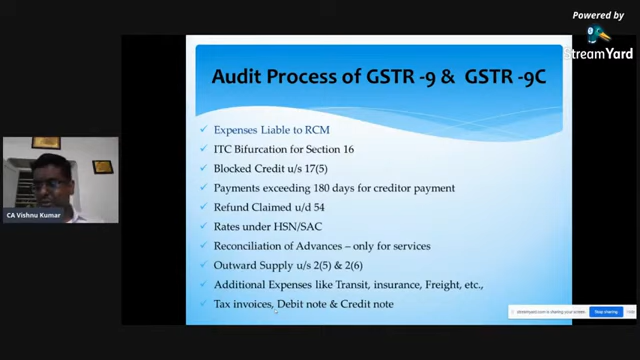 Powered by
StreamYard
Audit Process of GSTR -9 & GSTR -9C
Expenses Liable to RCM
ITC Bifurcation for Section 16
Blocked Credit u/s 17(5)
Payments exceeding 180 days for creditor payment
Refund Claimed u/d 54
Rates under HSN/SAC
Reconciliation of Advances – only for services
Outward Supply u/s 2(5) & 2(6)
Additional Expenses like Transit, insurance, Freight, etc.,
Tax invoices, Debit note & Credit note
CA Vishnu Kumar
streamyard.com is sharing your screen.
Stop sharing
Hide